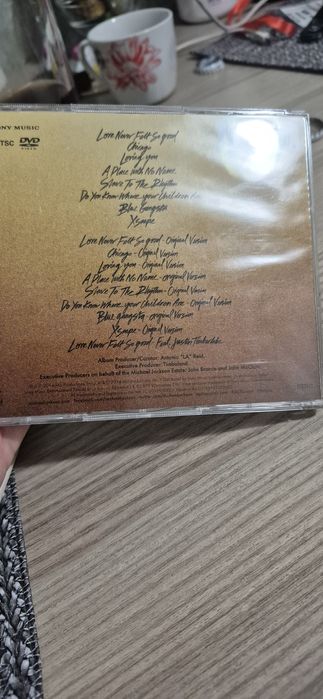 ONY MUSIC
TSC DVD
VIDEO
Love Never Felt So good
Chicago
Loving you
A Place with No Name
Slave To The Rhythm
Do You Know Where your Children Are
Blue Gangsta
Xscape
Love Never Felt So good - Original Version
Chicago - Original Version
Loving you - Original Version
A Place with No Name - original Version
Slave To The Rhythm - Original Version
Do You Know Where your Children Are - Original Version
Blue gangsta - original Version
Xscape - Original Version
Love Never Felt So good - Feat. Justin Timberlake
Album Producer/Curator: Antonio "LA" Reid.
Executive Producer: Timbaland.
Executive Producers on behalf of the Michael Jackson Estate: John Branca and John McClain.